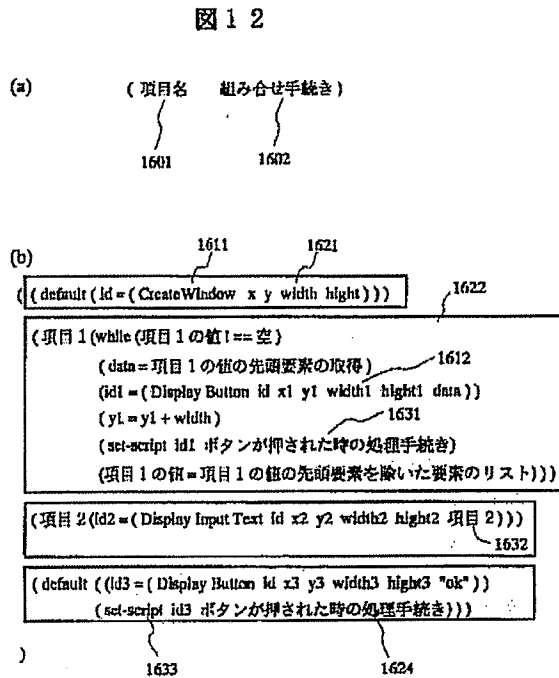 図１２
(a) ( 項目名 組み合せ手続き )
1601 1602
(b) 1611 1621
( ( default ( id = ( CreateWindow x y width hight ) ) )
1622
(項目１(while (項目１の値 != 空)
(data = 項目１の値の先頭要素の取得)
1612
(id1 = ( Display Button id x1 y1 width1 hight1 data))
(y1 = y1 + width)
1631
(set-script id1 ボタンが押された時の処理手続き)
(項目１の値 = 項目１の値の先頭要素を除いた要素のリスト)))
(項目２(id2 = ( Display Input Text id x2 y2 width2 hight2 項目２)))
1632
( default ( (id3 = ( Display Button id x3 y3 width3 hight3 "ok" ))
(set-script id3 ボタンが押された時の処理手続き)))
)
1633 1624